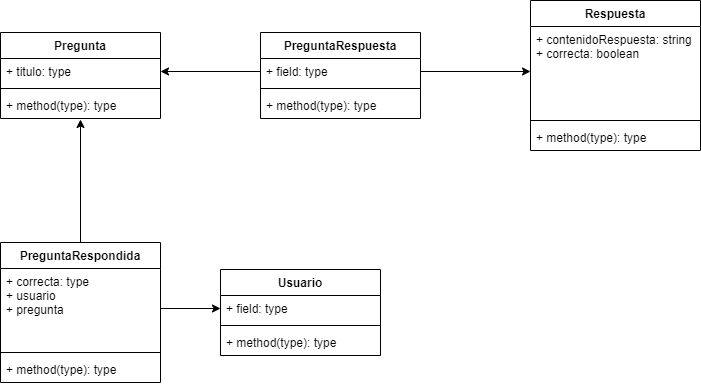 Pregunta
+ titulo: type
+ method(type): type
PreguntaRespuesta
+ field: type
+ method(type): type
Respuesta
+ contenidoRespuesta: string
+ correcta: boolean
+ method(type): type
PreguntaRespondida
+ correcta: type
+ usuario
+ pregunta
+ method(type): type
Usuario
+ field: type
+ method(type): type